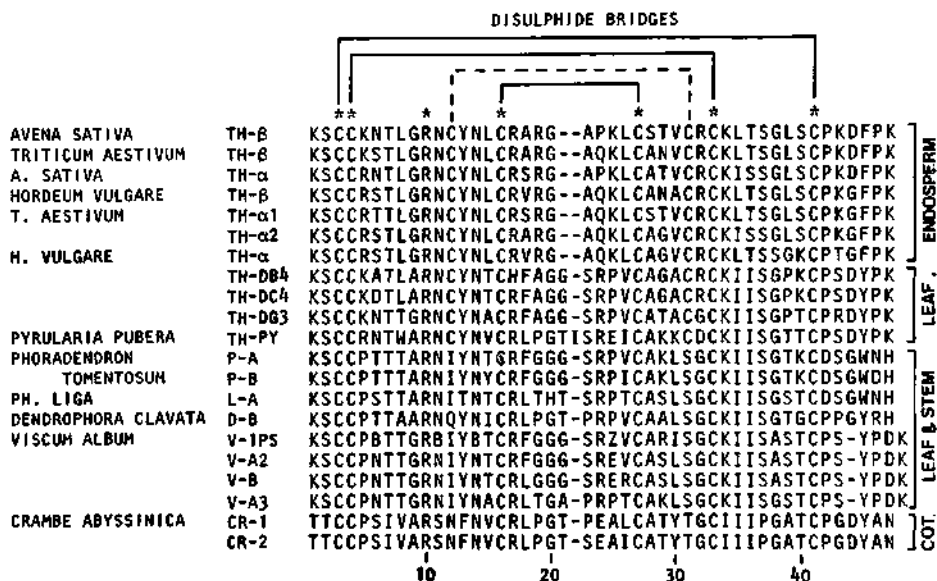 DISULPHIDE BRIDGES
** * * * * *
AVENA SATIVA TH-β KSCCKNTLGRNCYNLCRARG--APKLCSTVCRCKLTSGLSCPKDFPK
TRITICUM AESTIVUM TH-β KSCCKSTLGRNCYNLCRARG--AQKLCANVCRCKLTSGLSCPKDFPK
A. SATIVA TH-α KSCCRNTLGRNCYNLCRSRG--APKLCATVCRCKISSGLSCPKDFPK
HORDEUM VULGARE TH-β KSCCRSTLGRNCYNLCRVRG--AQKLCANACRCKLTSGLSCPKGFPK
T. AESTIVUM TH-α1 KSCCRTTLGRNCYNLCRSRG--AQKLCSTVCRCKLTSGLSCPKGFPK
TH-α2 KSCCRSTLGRNCYNLCRARG--AQKLCAGVCRCKISSGLSCPKGFPK
H. VULGARE TH-α KSCCRSTLGRNCYNLCRVRG--AQKLCAGVCRCKLTSSGKCPTGFPK
TH-DB4 KSCCKATLARNCYNTCHFAGG-SRPVCAGACRCKIISGPKCPSDYPK
TH-DC4 KSCCKDTLARNCYNTCRFAGG-SRPVCAGACRCKIISGPKCPSDYPK
TH-DG3 KSCCKNTTGRNCYNACRFAGG-SRPVCATACGCKIISGPTCPRDYPK
PYRULARIA PUBERA TH-PY KSCCRNTWARNCYNVCRLPGTISREICAKKCDCKIISGTTCPSDYPK
PHORADENDRON P-A KSCCPTTTARNIYNTCRFGGG-SRPVCAKLSGCKIISGTKCDSGWNH
TOMENTOSUM P-B KSCCPTTTARNIYNYCRFGGG-SRPICAKLSGCKIISGTKCDSGWDH
PH. LIGA L-A KSCCPTTTARNIYNTCRLTHT-SRPTCASLSGCKIISGSTCDSGWNH
DENDROPHORA CLAVATA D-B KSCCPTTAARNQYNICRLPGT-PRPVCAALSGCKIISGTGCPPGYRH
VISCUM ALBUM V-1PS KSCCPBTTGRBIYBTCRFGGG-SRZVCARISGCKIISASTCPS-YPDK
V-A2 KSCCPNTTGRNIYNTCRFGGG-SREVCASLSGCKIISASTCPS-YPDK
V-B KSCCPNTTGRNIYNTCRLGGG-SRERCASLSGCKIISASTCPS-YPDK
V-A3 KSCCPNTTGRNIYNACRLTGA-PRPTCAKLSGCKIISGSTCPS-YPDK
CRAMBE ABYSSINICA CR-1 TTCCPSIVARSNFNVCRLPGT-PEALCATYTGCIIIPGATCPGDYAN
CR-2 TTCCPSIVARSNFNVCRLPGT-SEAICATYTGCIIIPGATCPGDYAN
10 20 30 40
ENDOSPERM
LEAF.
LEAF & STEM
COT.